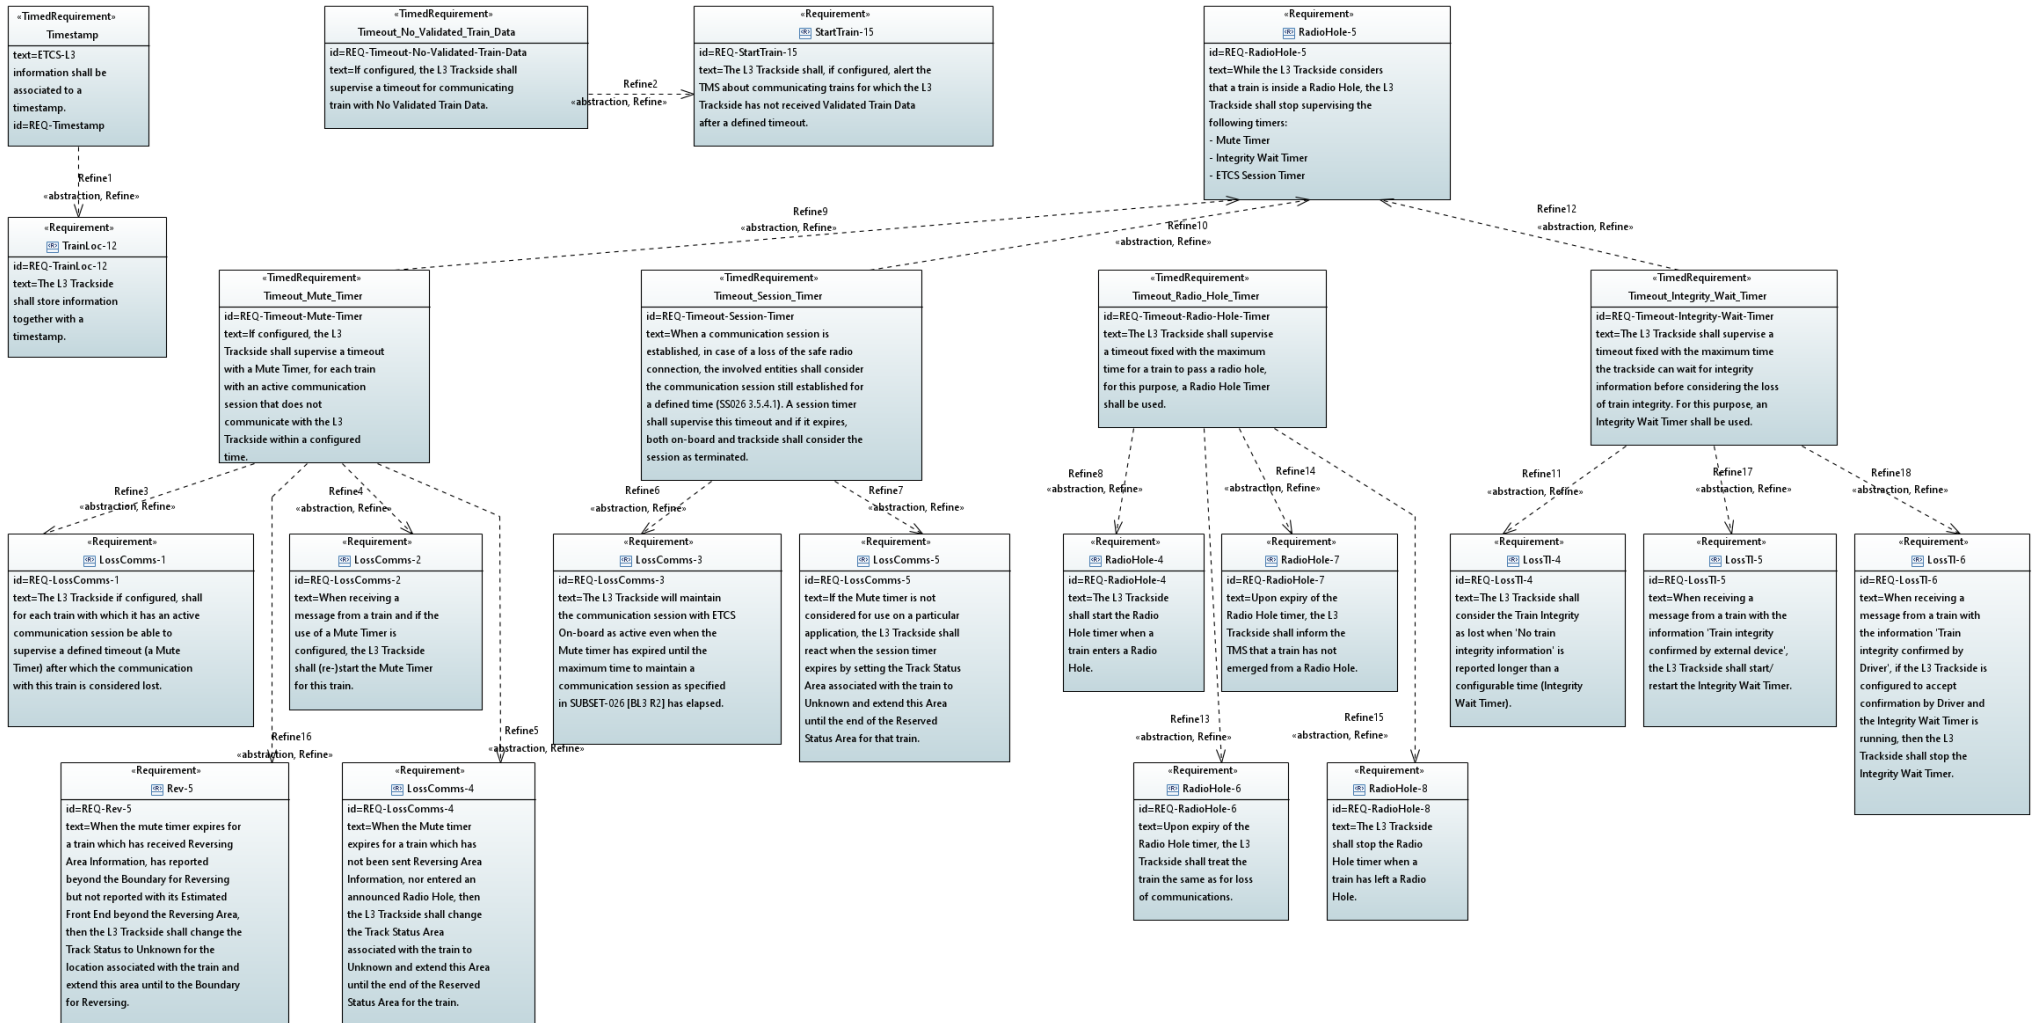 «TimedRequirement»
Timestamp
text=ETCS-L3
information shall be
associated to a
timestamp.
id=REQ-Timestamp
«TimedRequirement»
Timeout_No_Validated_Train_Data
id=REQ-Timeout-No-Validated-Train-Data
text=If configured, the L3 Trackside shall
supervise a timeout for communicating
train with No Validated Train Data.
Refine2
«abstraction, Refine»
«Requirement»
StartTrain-15
id=REQ-StartTrain-15
text=The L3 Trackside shall, if configured, alert the
TMS about communicating trains for which the L3
Trackside has not received Validated Train Data
after a defined timeout.
«Requirement»
RadioHole-5
id=REQ-RadioHole-5
text=While the L3 Trackside considers
that a train is inside a Radio Hole, the L3
Trackside shall stop supervising the
following timers:
- Mute Timer
- Integrity Wait Timer
- ETCS Session Timer
Refine1
«abstraction, Refine»
Refine9
«abstraction, Refine»
Refine10
«abstraction, Refine»
Refine12
«abstraction, Refine»
«Requirement»
TrainLoc-12
id=REQ-TrainLoc-12
text=The L3 Trackside
shall store information
together with a
timestamp.
«TimedRequirement»
Timeout_Mute_Timer
id=REQ-Timeout-Mute-Timer
text=If configured, the L3
Trackside shall supervise a timeout
with a Mute Timer, for each train
with an active communication
session that does not
communicate with the L3
Trackside within a configured
time.
«TimedRequirement»
Timeout_Session_Timer
id=REQ-Timeout-Session-Timer
text=When a communication session is
established, in case of a loss of the safe radio
connection, the involved entities shall consider
the communication session still established for
a defined time (SS026 3.5.4.1). A session timer
shall supervise this timeout and if it expires,
both on-board and trackside shall consider the
session as terminated.
«TimedRequirement»
Timeout_Radio_Hole_Timer
id=REQ-Timeout-Radio-Hole-Timer
text=The L3 Trackside shall supervise
a timeout fixed with the maximum
time for a train to pass a radio hole,
for this purpose, a Radio Hole Timer
shall be used.
«TimedRequirement»
Timeout_Integrity_Wait_Timer
id=REQ-Timeout-Integrity-Wait-Timer
text=The L3 Trackside shall supervise a
timeout fixed with the maximum time
the trackside can wait for integrity
information before considering the loss
of train integrity. For this purpose, an
Integrity Wait Timer shall be used.
Refine3
«abstraction, Refine»
Refine4
«abstraction, Refine»
Refine6
«abstraction, Refine»
Refine7
«abstraction, Refine»
Refine8
«abstraction, Refine»
Refine14
«abstraction, Refine»
Refine11
«abstraction, Refine»
Refine17
«abstraction, Refine»
Refine18
«abstraction, Refine»
«Requirement»
LossComms-1
id=REQ-LossComms-1
text=The L3 Trackside if configured, shall
for each train with which it has an active
communication session be able to
supervise a defined timeout (a Mute
Timer) after which the communication
with this train is considered lost.
«Requirement»
LossComms-2
id=REQ-LossComms-2
text=When receiving a
message from a train and if the
use of a Mute Timer is
configured, the L3 Trackside
shall (re-)start the Mute Timer
for this train.
«Requirement»
LossComms-3
id=REQ-LossComms-3
text=The L3 Trackside will maintain
the communication session with ETCS
On-board as active even when the
Mute timer has expired until the
maximum time to maintain a
communication session as specified
in SUBSET-026 [BL3 R2] has elapsed.
«Requirement»
LossComms-5
id=REQ-LossComms-5
text=If the Mute timer is not
considered for use on a particular
application, the L3 Trackside shall
react when the session timer
expires by setting the Track Status
Area associated with the train to
Unknown and extend this Area
until the end of the Reserved
Status Area for that train.
«Requirement»
RadioHole-4
id=REQ-RadioHole-4
text=The L3 Trackside
shall start the Radio
Hole timer when a
train enters a Radio
Hole.
«Requirement»
RadioHole-7
id=REQ-RadioHole-7
text=Upon expiry of the
Radio Hole timer, the L3
Trackside shall inform the
TMS that a train has not
emerged from a Radio Hole.
«Requirement»
LossTI-4
id=REQ-LossTI-4
text=The L3 Trackside shall
consider the Train Integrity
as lost when 'No train
integrity information' is
reported longer than a
configurable time (Integrity
Wait Timer).
«Requirement»
LossTI-5
id=REQ-LossTI-5
text=When receiving a
message from a train with the
information 'Train integrity
confirmed by external device',
the L3 Trackside shall start/
restart the Integrity Wait Timer.
«Requirement»
LossTI-6
id=REQ-LossTI-6
text=When receiving a
message from a train with
the information 'Train
integrity confirmed by
Driver', if the L3 Trackside is
configured to accept
confirmation by Driver and
the Integrity Wait Timer is
running, then the L3
Trackside shall stop the
Integrity Wait Timer.
Refine16
«abstraction, Refine»
Refine5
«abstraction, Refine»
Refine13
«abstraction, Refine»
Refine15
«abstraction, Refine»
«Requirement»
Rev-5
id=REQ-Rev-5
text=When the mute timer expires for
a train which has received Reversing
Area Information, has reported
beyond the Boundary for Reversing
but not reported with its Estimated
Front End beyond the Reversing Area,
then the L3 Trackside shall change the
Track Status to Unknown for the
location associated with the train and
extend this area until to the Boundary
for Reversing.
«Requirement»
LossComms-4
id=REQ-LossComms-4
text=When the Mute timer
expires for a train which has
not been sent Reversing Area
Information, nor entered an
announced Radio Hole, then
the L3 Trackside shall change
the Track Status Area
associated with the train to
Unknown and extend this Area
until the end of the Reserved
Status Area for the train.
«Requirement»
RadioHole-6
id=REQ-RadioHole-6
text=Upon expiry of the
Radio Hole timer, the L3
Trackside shall treat the
train the same as for loss
of communications.
«Requirement»
RadioHole-8
id=REQ-RadioHole-8
text=The L3 Trackside
shall stop the Radio
Hole timer when a
train has left a Radio
Hole.